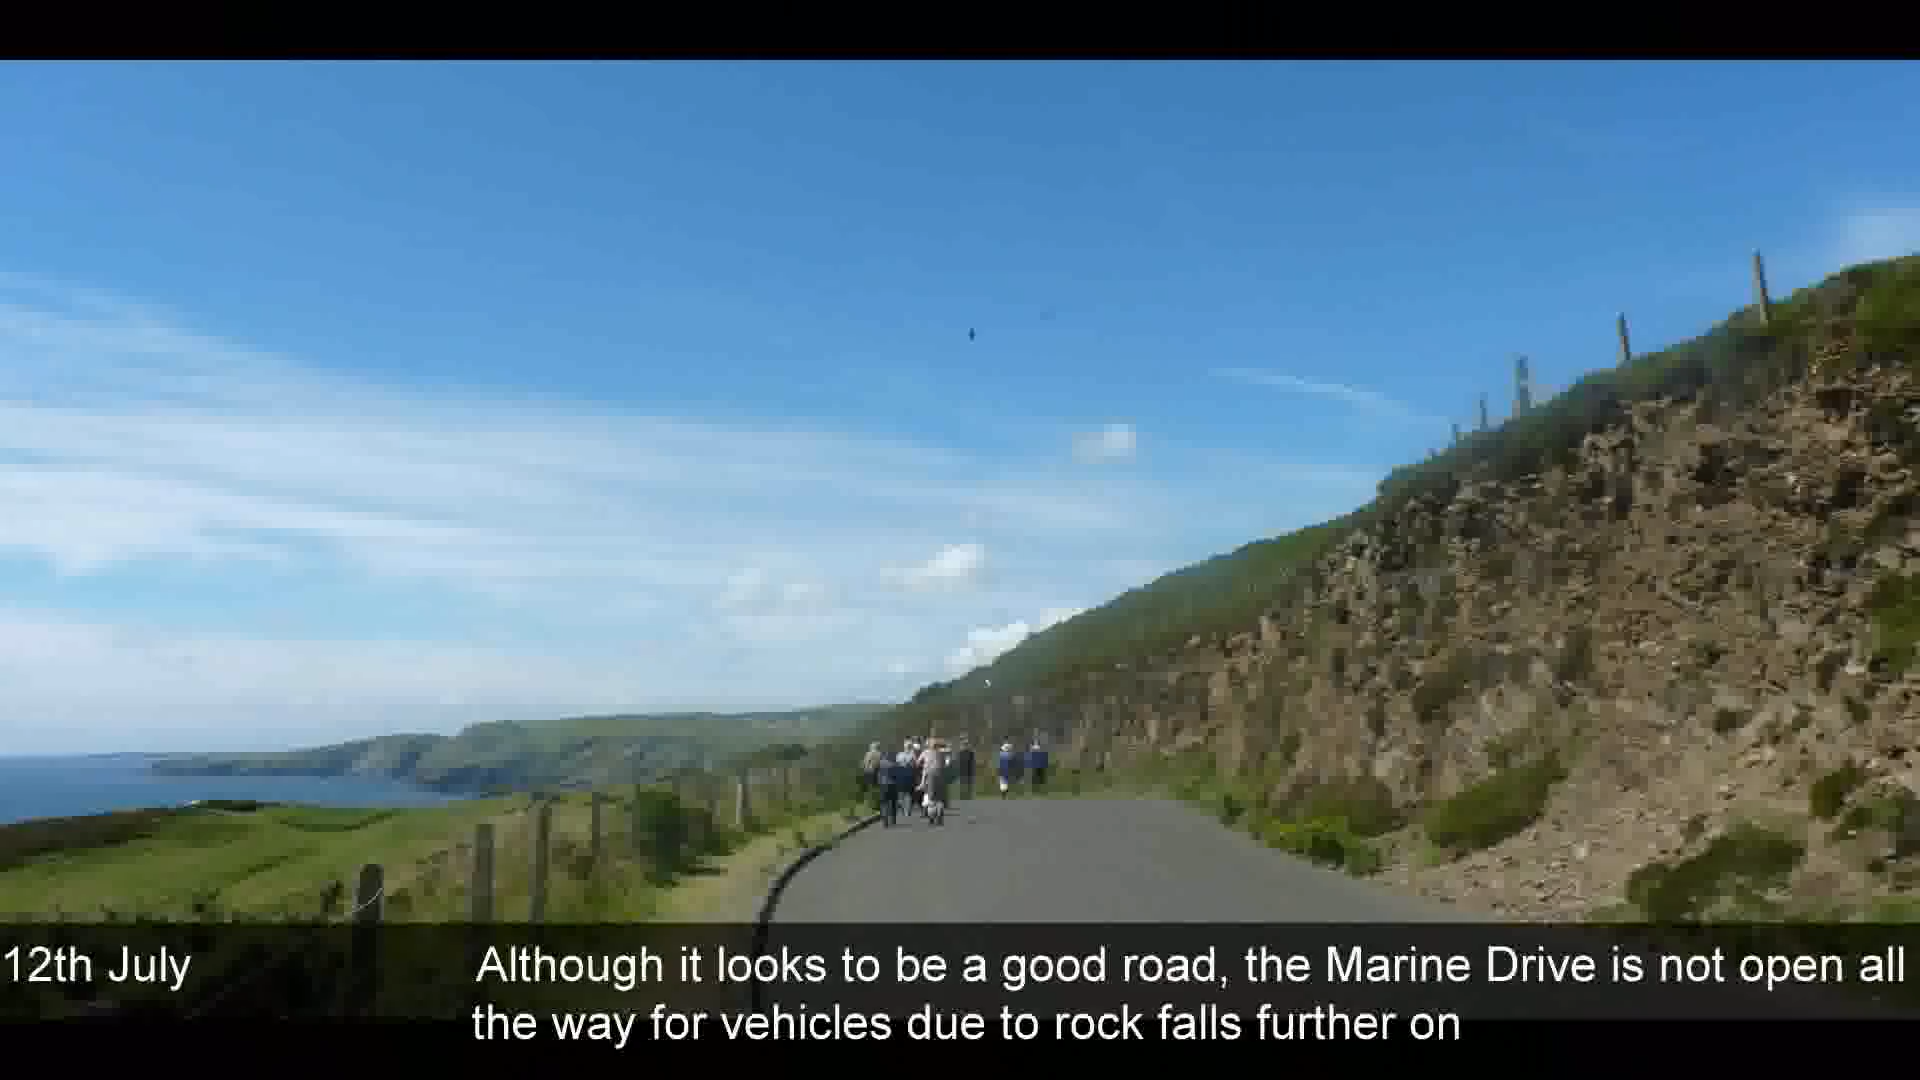 12th July Although it looks to be a good road, the Marine Drive is not open all
the way for vehicles due to rock falls further on